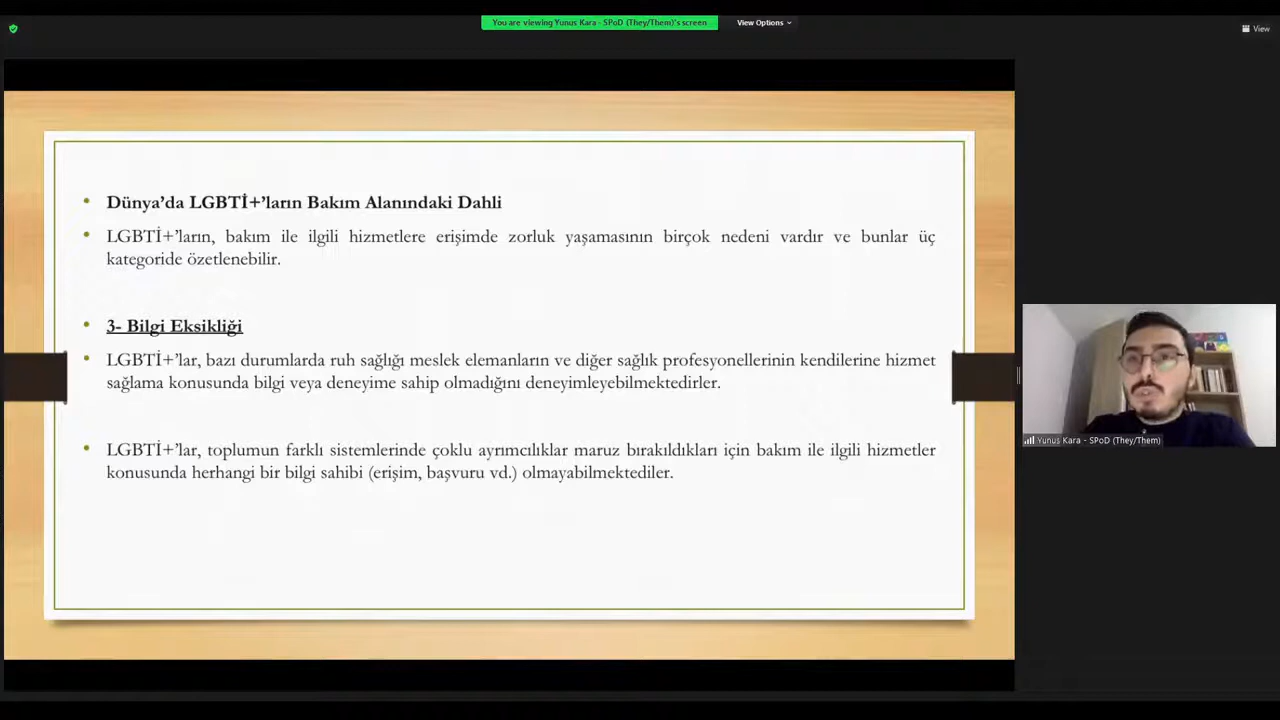 You are viewing Yunus Kara - SPoD (They/Them)'s screen
View Options
View
• Dünya’da LGBTİ+’ların Bakım Alanındaki Dahli
• LGBTİ+’ların, bakım ile ilgili hizmetlere erişimde zorluk yaşamasının birçok nedeni vardır ve bunlar üç
kategoride özetlenebilir.
• 3- Bilgi Eksikliği
• LGBTİ+’lar, bazı durumlarda ruh sağlığı meslek elemanların ve diğer sağlık profesyonellerinin kendilerine hizmet
sağlama konusunda bilgi veya deneyime sahip olmadığını deneyimleyebilmektedirler.
• LGBTİ+’lar, toplumun farklı sistemlerinde çoklu ayrımcılıklar maruz bırakıldıkları için bakım ile ilgili hizmetler
konusunda herhangi bir bilgi sahibi (erişim, başvuru vd.) olmayabilmektediler.
Yunus Kara - SPoD (They/Them)